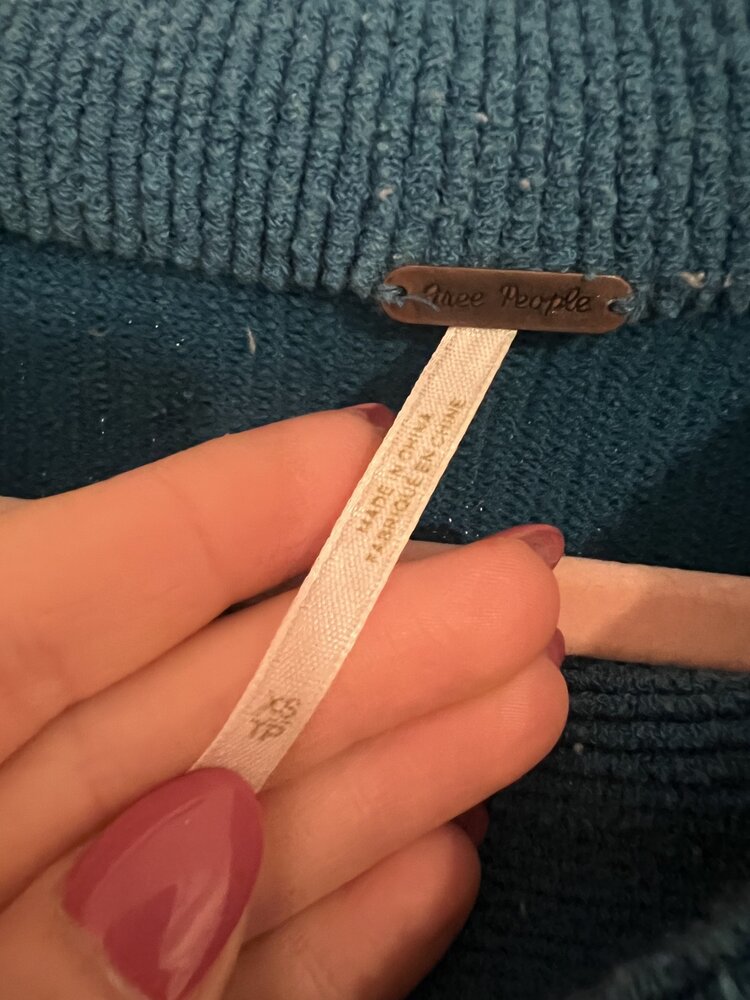 Free People
MADE IN CHINA
FABRIQUÉ EN CHINE
XS
TP